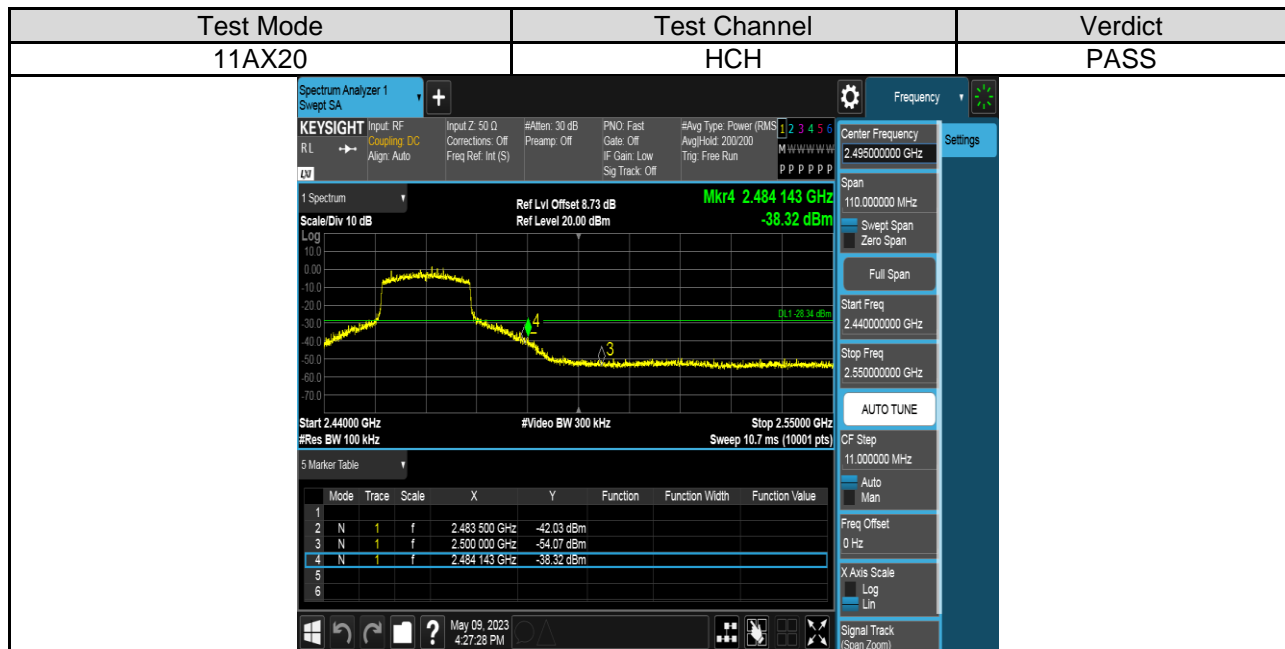 Test Mode Test Channel Verdict
11AX20 HCH PASS
Spectrum Analyzer 1
Swept SA
+
Frequency
KEYSIGHT
RL
LXI
Input: RF
Coupling: DC
Align: Auto
Input Z: 50 Ω
Corrections: Off
Freq Ref: Int (S)
#Atten: 30 dB
Preamp: Off
PNO: Fast
Gate: Off
IF Gain: Low
Sig Track: Off
#Avg Type: Power (RMS
Avg|Hold: 200/200
Trig: Free Run
1 2 3 4 5 6
M W W W W W
P P P P P P
1 Spectrum
Scale/Div 10 dB
Ref Lvl Offset 8.73 dB
Ref Level 20.00 dBm
Mkr4 2.484 143 GHz
-38.32 dBm
Log
10.0
0.00
-10.0
-20.0
-30.0
-40.0
-50.0
-60.0
-70.0
DL1 -28.34 dBm
4
3
Start 2.44000 GHz #Video BW 300 kHz Stop 2.55000 GHz
#Res BW 100 kHz Sweep 10.7 ms (10001 pts)
5 Marker Table
Mode Trace Scale X Y Function Function Width Function Value
1
2 N 1 f 2.483 500 GHz -42.03 dBm
3 N 1 f 2.500 000 GHz -54.07 dBm
4 N 1 f 2.484 143 GHz -38.32 dBm
5
6
?
May 09, 2023
4:27:28 PM
Center Frequency
2.495000000 GHz
Settings
Span
110.000000 MHz
Swept Span
Zero Span
Full Span
Start Freq
2.440000000 GHz
Stop Freq
2.550000000 GHz
AUTO TUNE
CF Step
11.000000 MHz
Auto
Man
Freq Offset
0 Hz
X Axis Scale
Log
Lin
Signal Track
(Span Zoom)